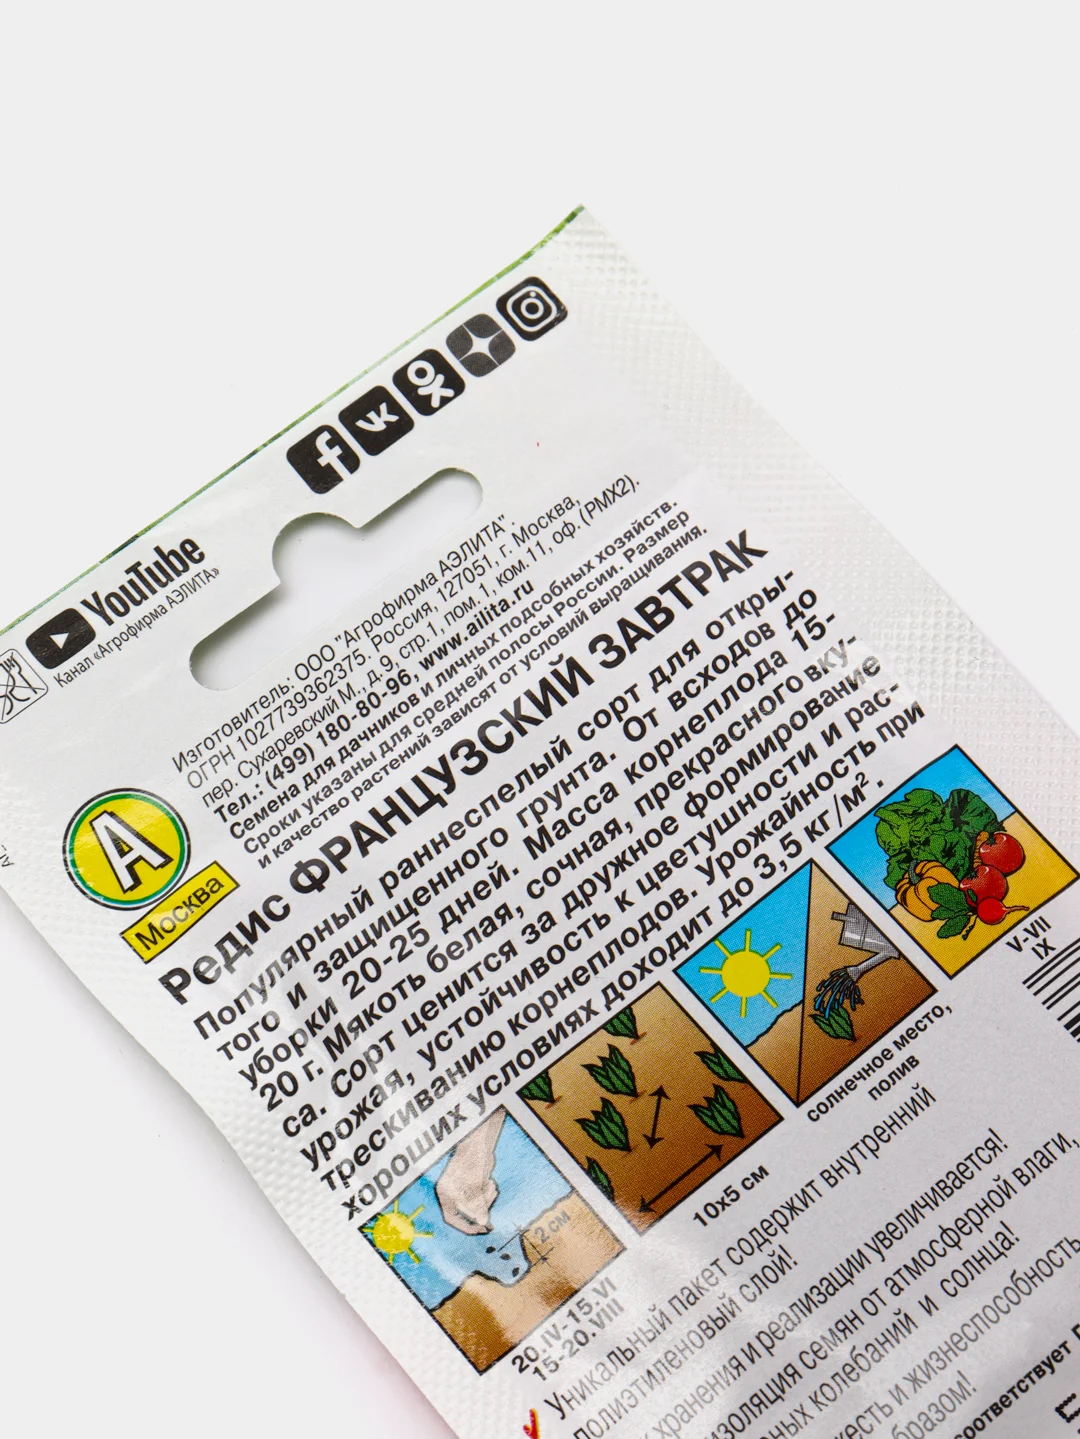 YouTube
Канал «Агрофирма АЭЛИТА»
Изготовитель: ООО "Агрофирма АЭЛИТА",
ОГРН 1027739362375. Россия, 127051, г. Москва,
пер. Сухаревский М., д. 9, стр.1, пом.1, ком.11, оф.(РМХ2).
Тел.: (499) 180-80-96, www.ailita.ru
Семена для дачников и личных подсобных хозяйств.
Сроки указаны для средней полосы России. Размер
и качество растений зависят от условий выращивания.
А
Москва
Редис ФРАНЦУЗСКИЙ ЗАВТРАК
Популярный раннеспелый сорт для откры-
того и защищенного грунта. От всходов до
уборки 20-25 дней. Масса корнеплода 15-
20 г. Мякоть белая, сочная, прекрасного вку-
са. Сорт ценится за дружное формирование
урожая, устойчивость к цветушности и рас-
трескиванию корнеплодов. Урожайность при
хороших условиях доходит до 3,5 кг/м².
2 см
20.IV-15.VI
15-20.VIII
10х5 см
солнечное место,
полив
V-VII
IX
Уникальный пакет содержит внутренний
полиэтиленовый слой!
хранения и реализации увеличивается!
изоляция семян от атмосферной влаги,
колебаний и солнца!
и жизнеспособность
образом!
соответствует